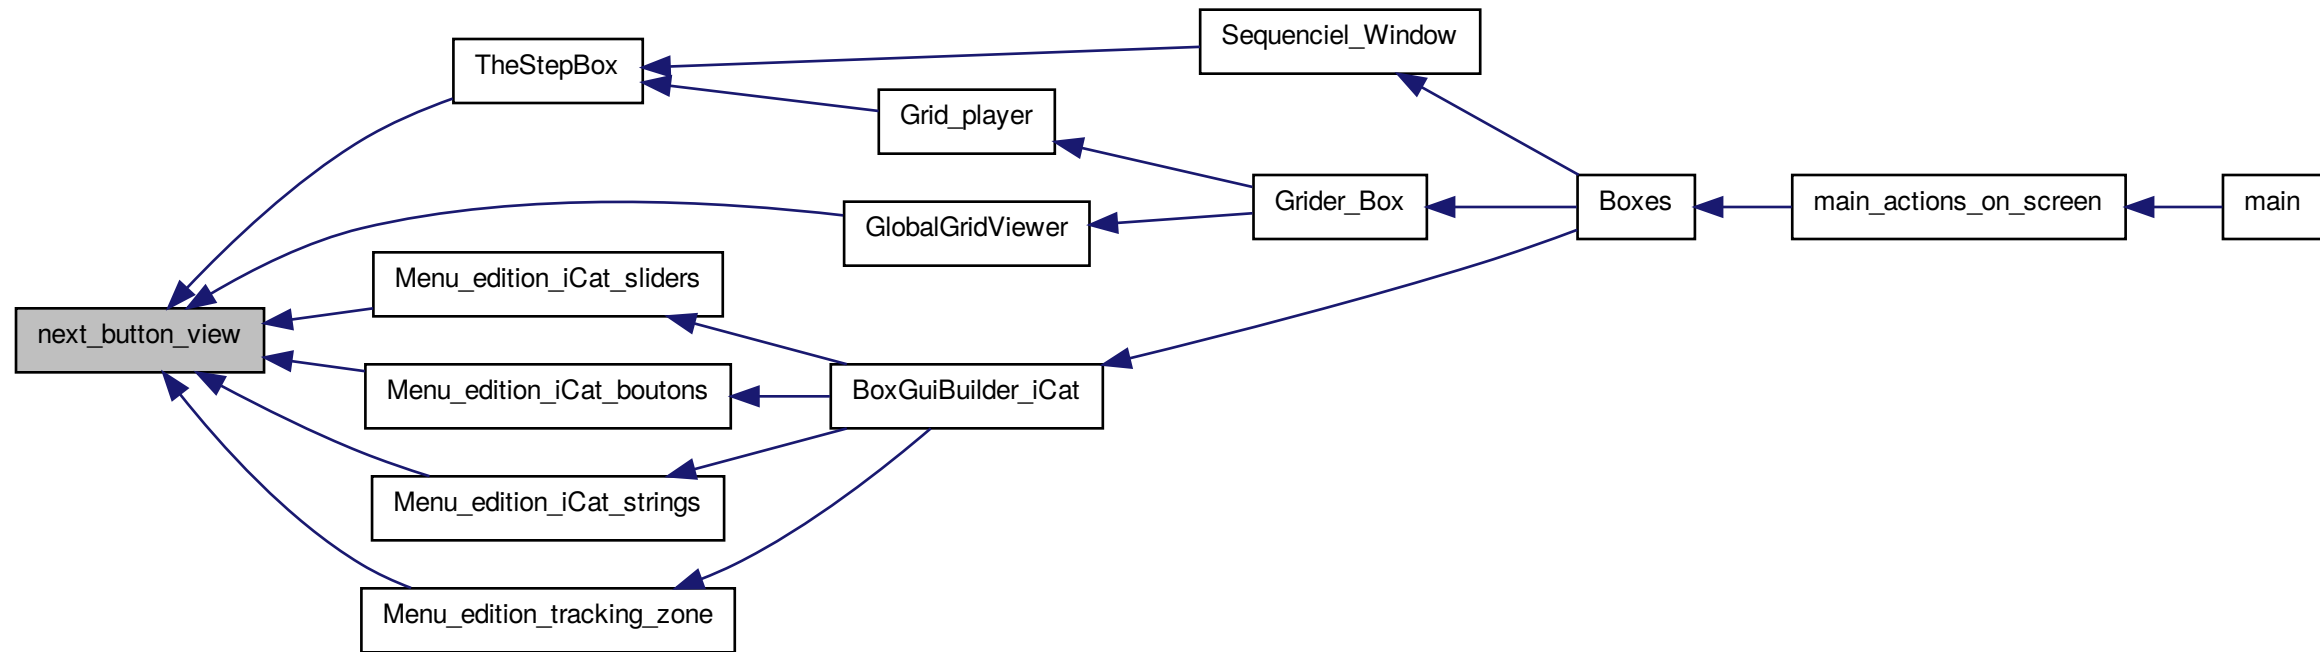 Sequenciel_Window
TheStepBox
Grid_player
Grider_Box
Boxes
main_actions_on_screen
main
GlobalGridViewer
Menu_edition_iCat_sliders
next_button_view
Menu_edition_iCat_boutons
BoxGuiBuilder_iCat
Menu_edition_iCat_strings
Menu_edition_tracking_zone